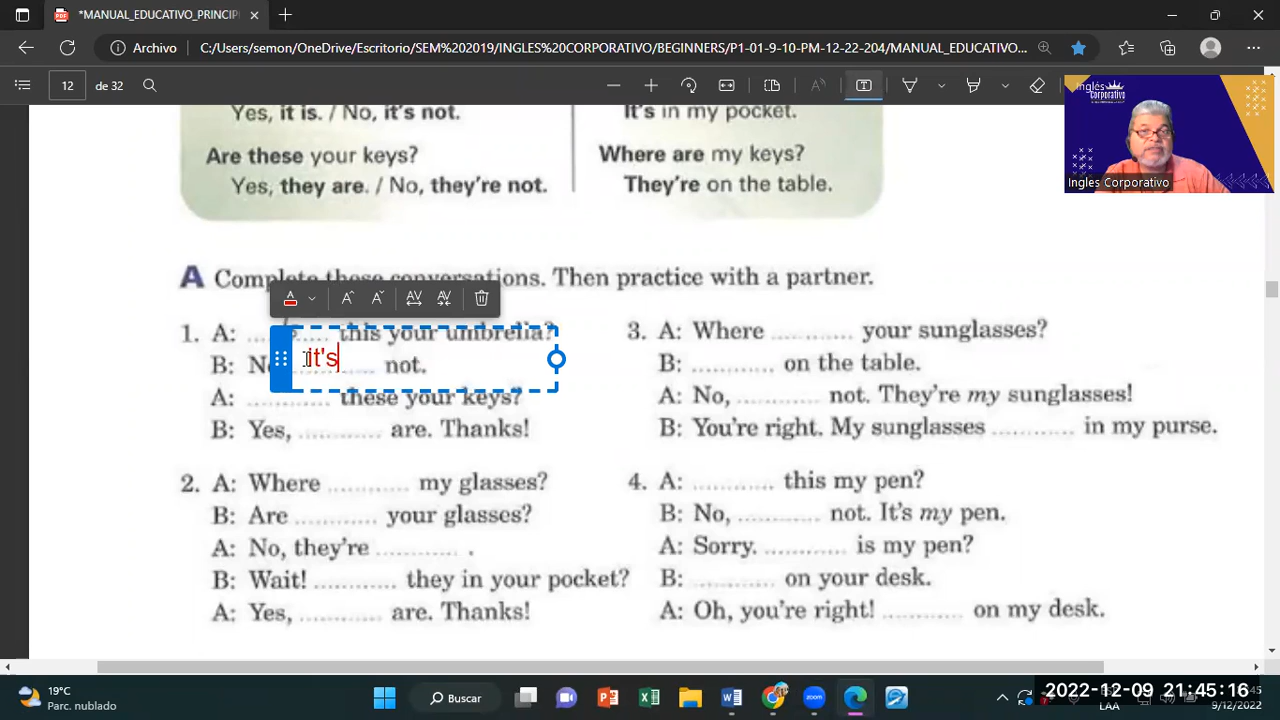 *MANUAL_EDUCATIVO_PRINCIP
Archivo
C:/Users/semon/OneDrive/Escritorio/SEM%202019/INGLES%20CORPORATIVO/BEGINNERS/P1-01-9-10-PM-12-22-204/MANUAL_EDUCATIVO...
12 de 32
Inglés
Corporativo
Ingles Corporativo
Yes, it is. / No, it's not.
Are these your keys?
Yes, they are. / No, they're not.
It's in my pocket.
Where are my keys?
They're on the table.
A Complete these conversations. Then practice with a partner.
1. A: ............ this your umbrella?
B: No it's ............ not.
A: ............ these your keys?
B: Yes, ............ are. Thanks!
2. A: Where ............ my glasses?
B: Are ............ your glasses?
A: No, they're ............ .
B: Wait! ............ they in your pocket?
A: Yes, ............ are. Thanks!
3. A: Where ............ your sunglasses?
B: ............ on the table.
A: No, ............ not. They're my sunglasses!
B: You're right. My sunglasses ............ in my purse.
4. A: ............ this my pen?
B: No, ............ not. It's my pen.
A: Sorry. ............ is my pen?
B: ............ on your desk.
A: Oh, you're right! ............ on my desk.
19°C
Parc. nublado
Buscar
LAA
2022-12-09 21:45:16
9/12/2022